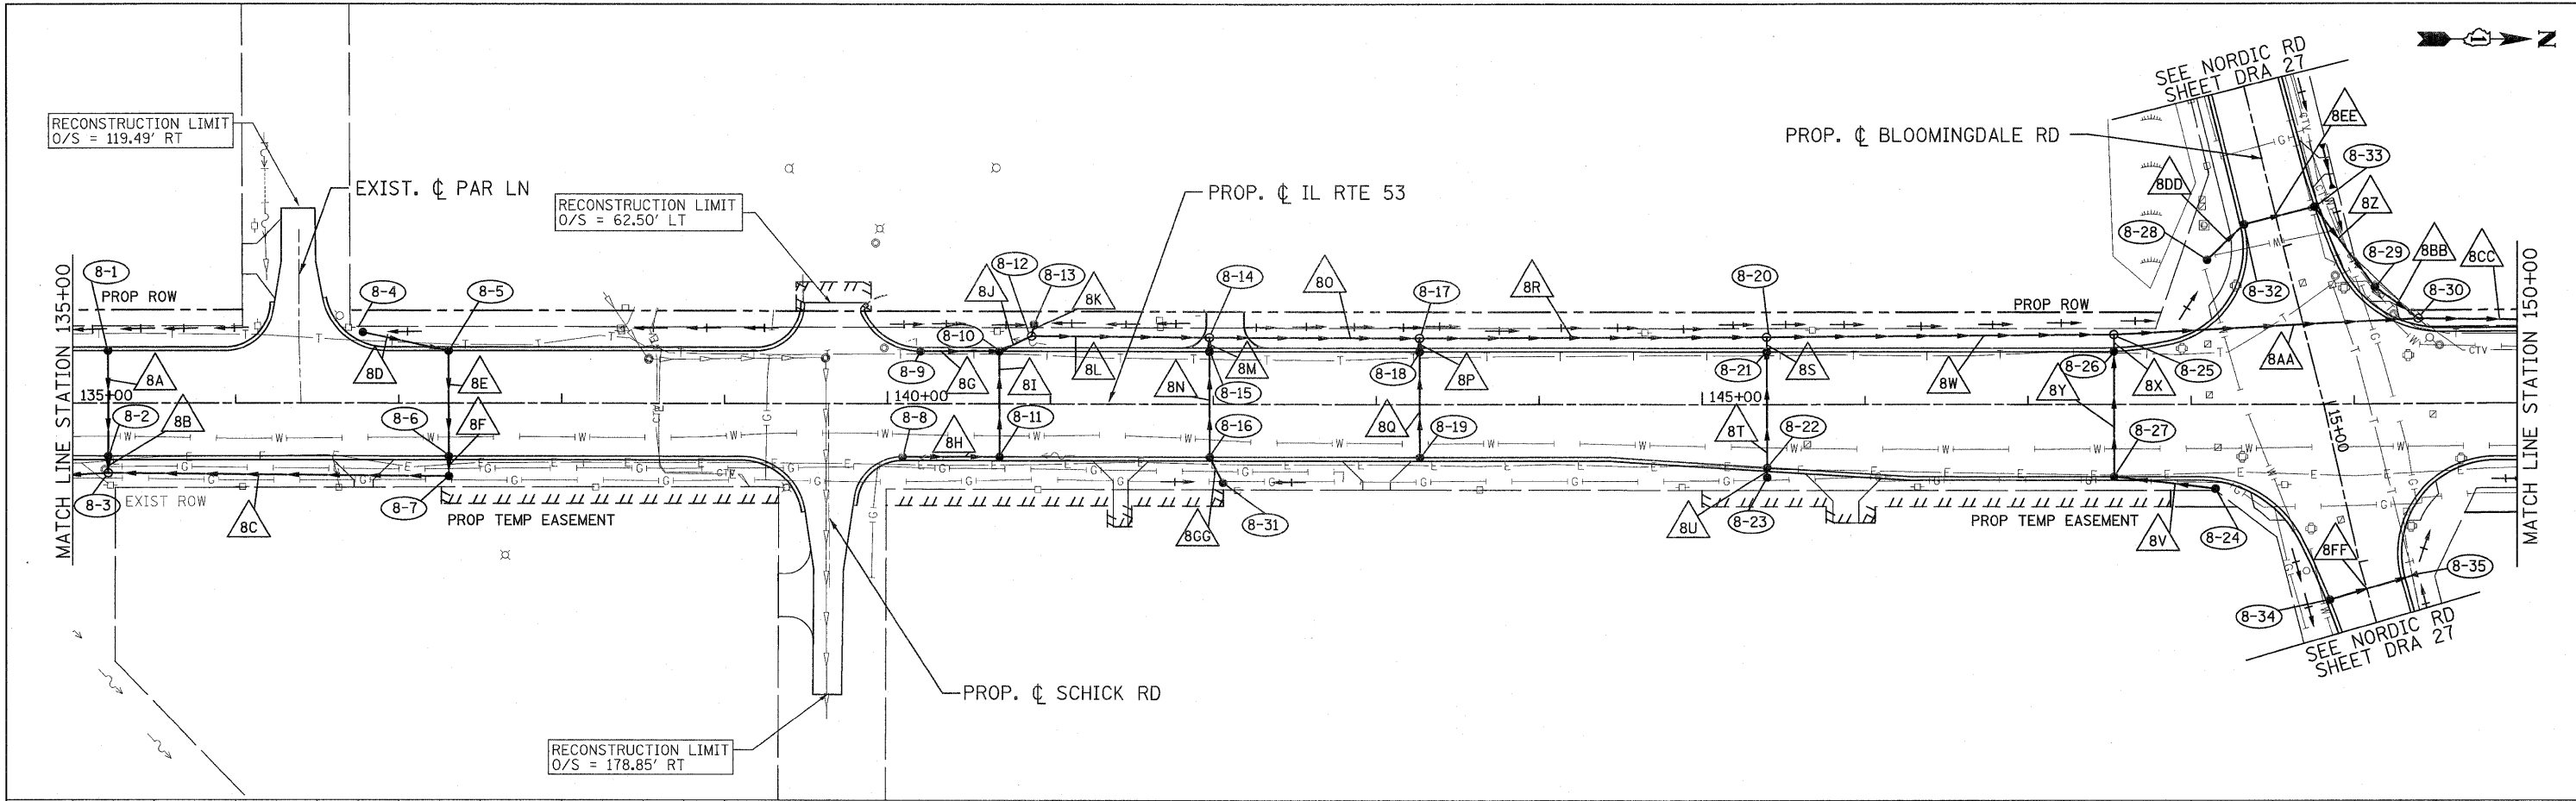 SEE NORDIC RD
SHEET DRA 27
N
RECONSTRUCTION LIMIT
O/S = 119.49' RT
EXIST. ℄ PAR LN
RECONSTRUCTION LIMIT
O/S = 62.50' LT
PROP. ℄ IL RTE 53
PROP. ℄ BLOOMINGDALE RD
8EE
8-33
8DD
8Z
8-28
8-29
8BB
8CC
8-1
PROP ROW
8-4
8-5
8-12
8-13
8J
8K
8-14
8O
8-17
8R
8-20
PROP ROW
8-32
8-30
MATCH LINE STATION 135+00
MATCH LINE STATION 150+00
8A
8D
8E
8-10
8-9
8G
8I
8L
8N
8M
8-15
8-18
8P
8-21
8S
8W
8-26
8Y
8X
8-25
8AA
CTV
135+00
140+00
145+00
15+00
8-2
8B
8-6
8F
8-8
8H
8-11
8-16
8Q
8-19
8T
8-22
8-27
8-3
EXIST ROW
8C
8-7
PROP TEMP EASEMENT
8GG
8-31
8U
8-23
PROP TEMP EASEMENT
8V
8-24
8FF
8-35
8-34
SEE NORDIC RD
SHEET DRA 27
PROP. ℄ SCHICK RD
RECONSTRUCTION LIMIT
O/S = 178.85' RT